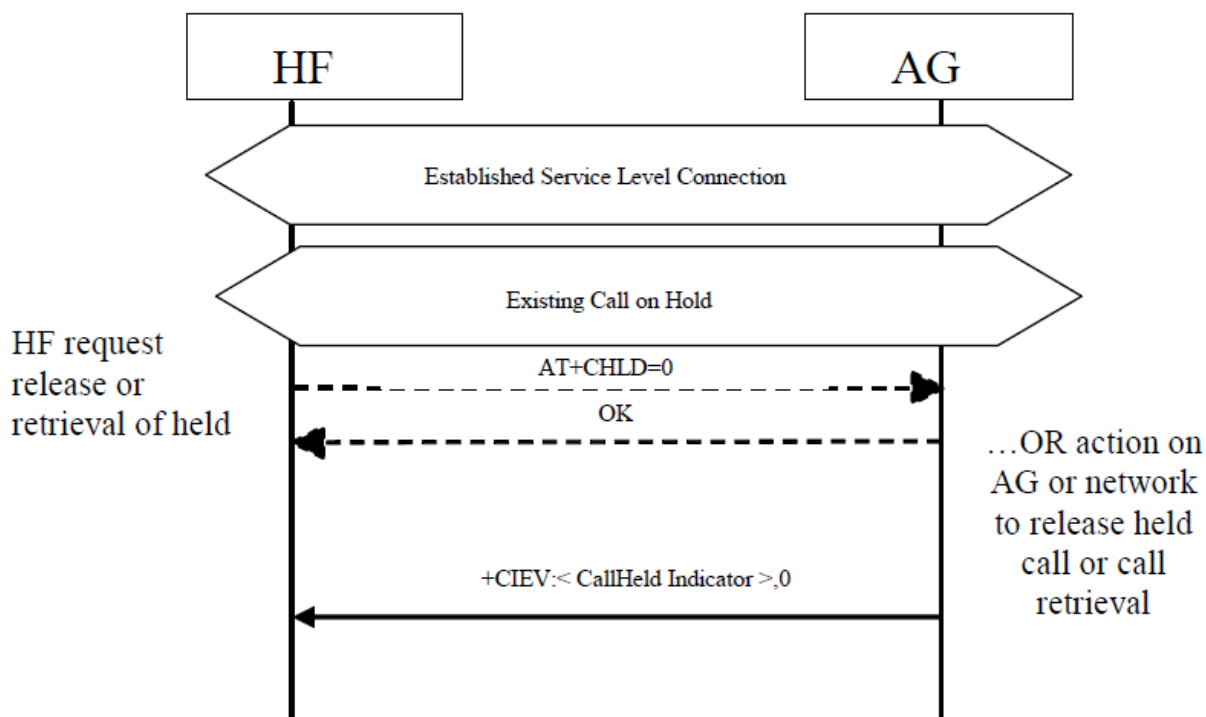 HF
AG
Established Service Level Connection
Existing Call on Hold
HF request
release or
retrieval of held
AT+CHLD=0
OK
…OR action on
AG or network
to release held
call or call
retrieval
+CIEV:< CallHeld Indicator >,0